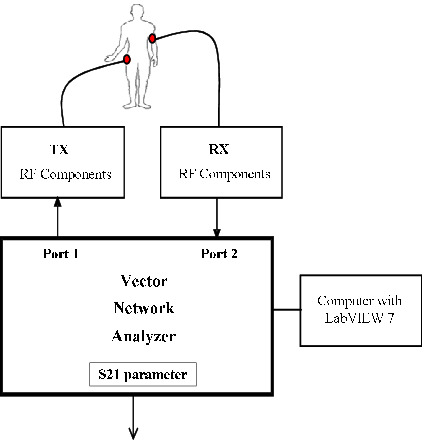 TX
RF Components
RX
RF Components
Port 1
Port 2
Vector
Network
Analyzer
S21 parameter
Computer with
LabVIEW 7